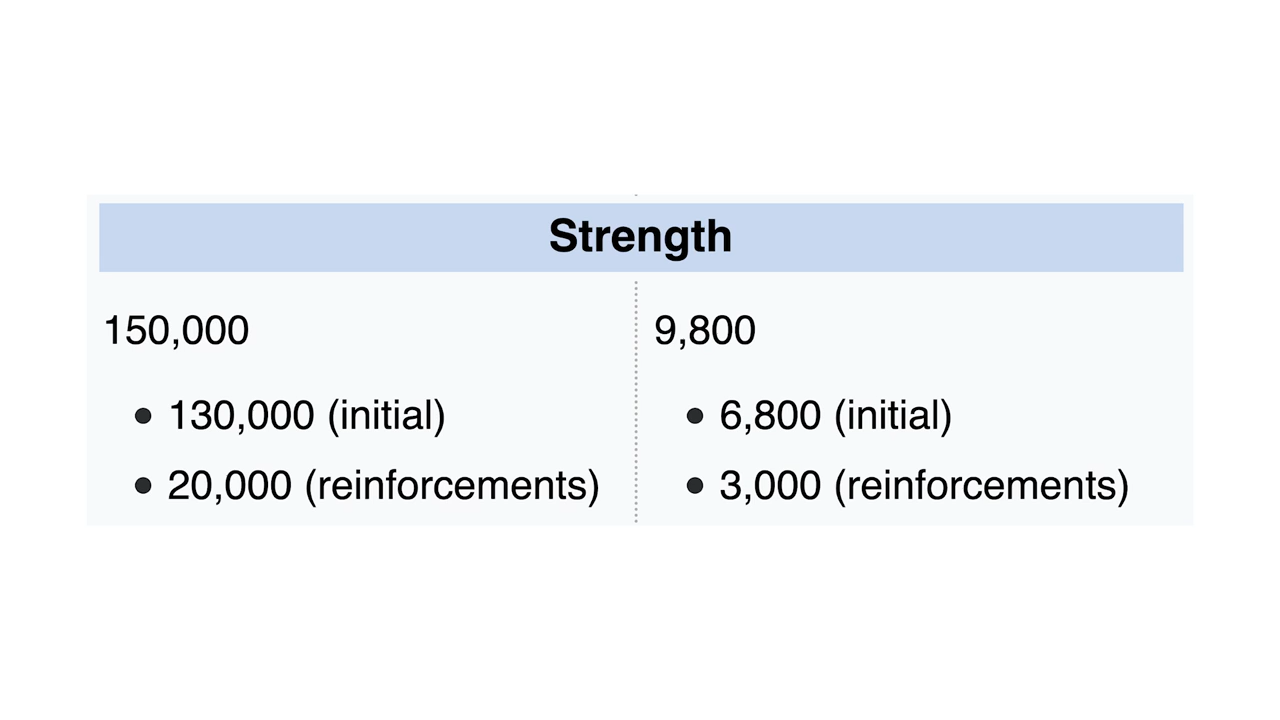 Strength
150,000
• 130,000 (initial)
• 20,000 (reinforcements)
9,800
• 6,800 (initial)
• 3,000 (reinforcements)